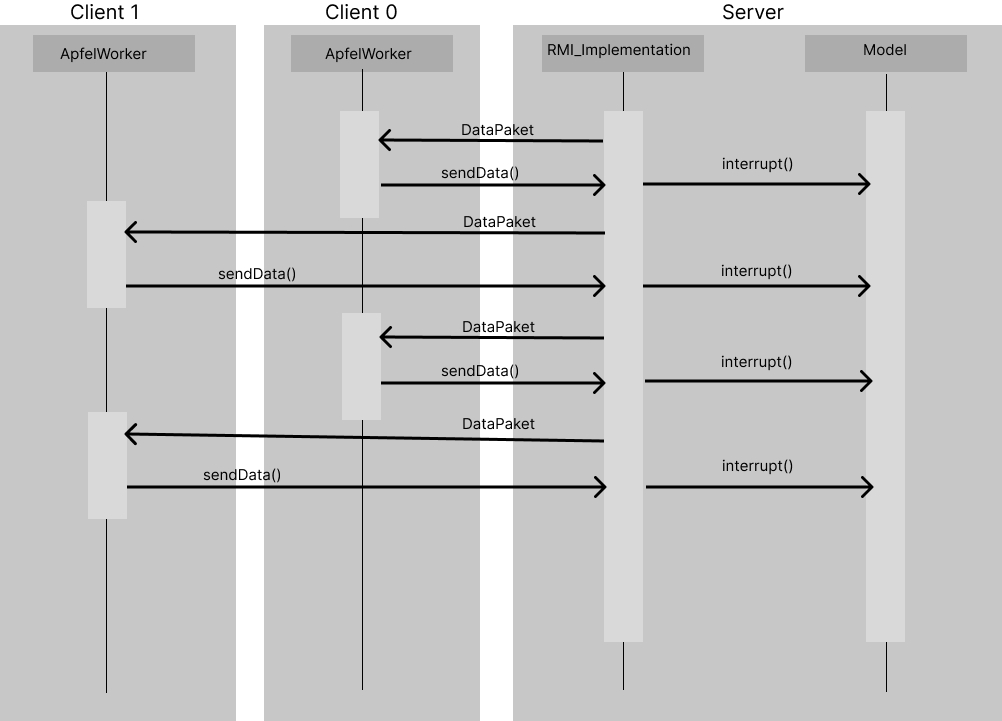 Client 1
Client 0
Server
ApfelWorker
ApfelWorker
RMI_Implementation
Model
DataPaket
sendData()
interrupt()
DataPaket
sendData()
interrupt()
DataPaket
sendData()
interrupt()
DataPaket
sendData()
interrupt()